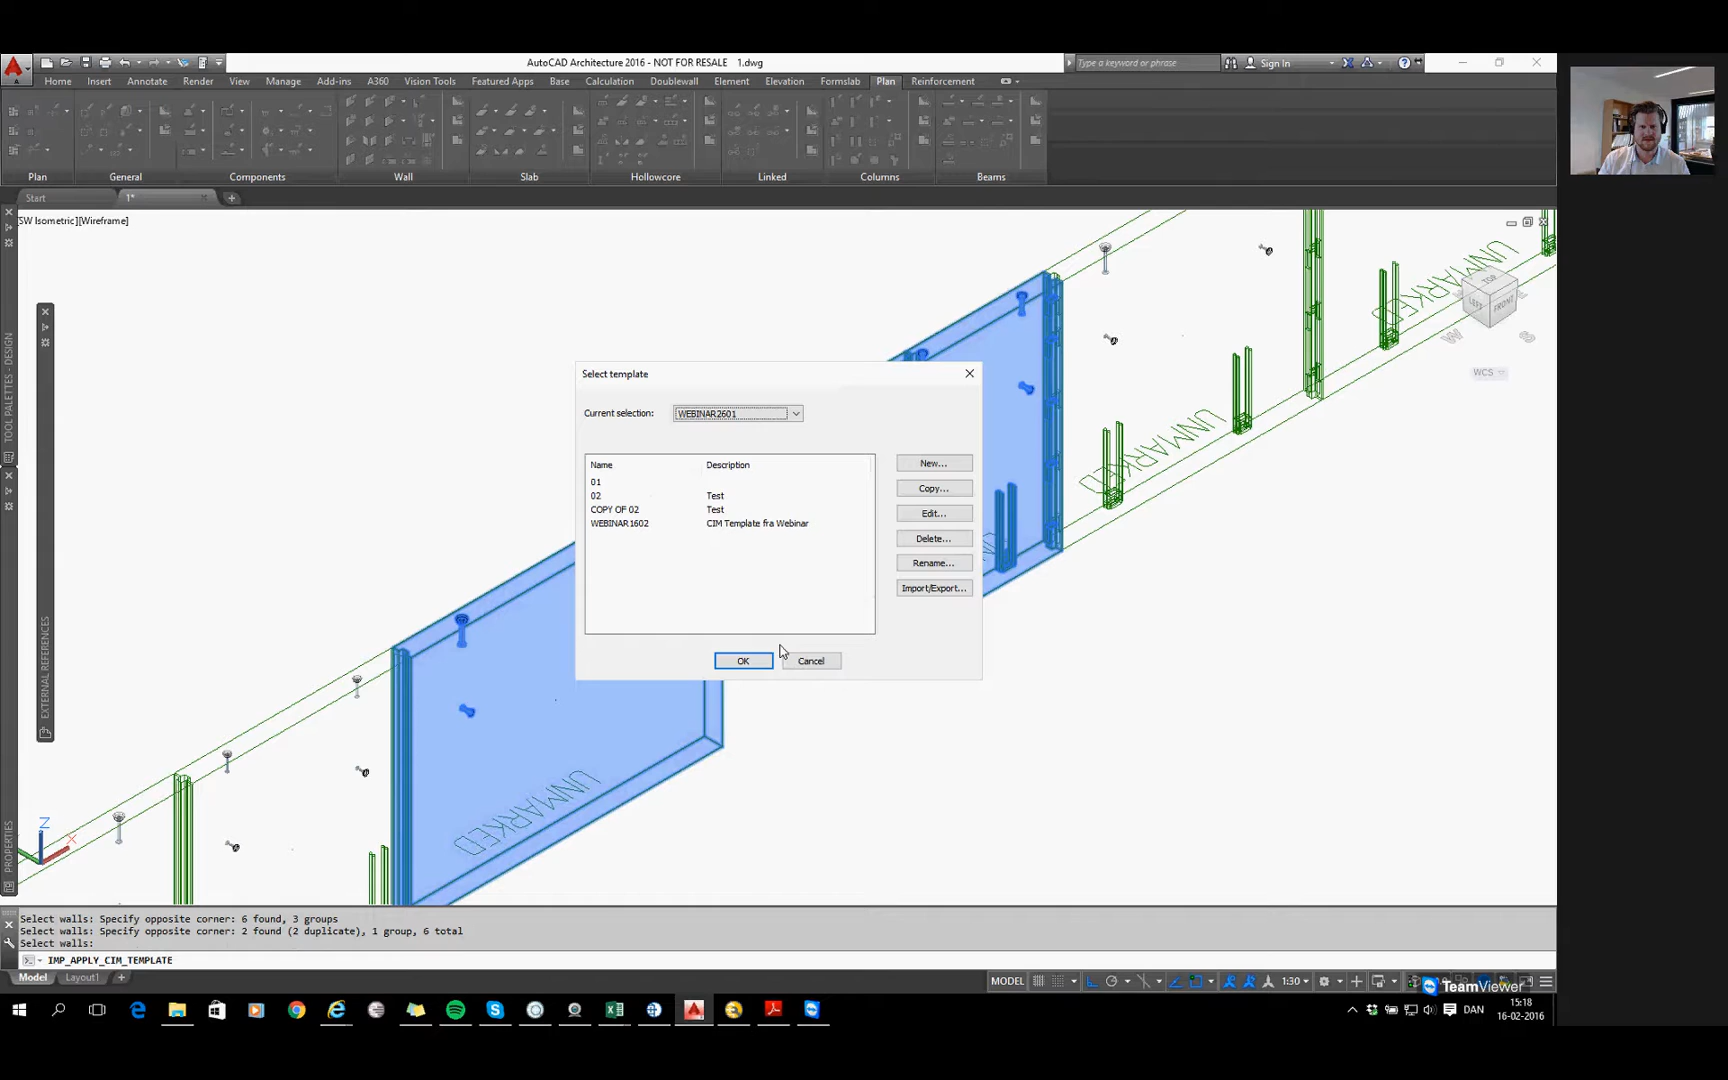 AutoCAD Architecture 2016 - NOT FOR RESALE 1.dwg
Type a keyword or phrase
Sign In
Home Insert Annotate Render View Manage Add-ins A360 Vision Tools Featured Apps Base Calculation Doublewall Element Elevation Formslab Plan Reinforcement
Plan General Components Wall Slab Hollowcore Linked Columns Beams
Start 1*
[SW Isometric][Wireframe]
TOP
LEFT FRONT
W S
WCS
TOOL PALETTES - DESIGN
EXTERNAL REFERENCES
PROPERTIES
UNMARKED
UNMARKED
UNMARKED
Z
X
Select template
Current selection: WEBINAR2601
Name Description
01
02 Test
COPY OF 02 Test
WEBINAR1602 CIM Template fra Webinar
New...
Copy...
Edit...
Delete...
Rename...
Import/Export...
OK Cancel
Select walls: Specify opposite corner: 6 found, 3 groups
Select walls: Specify opposite corner: 2 found (2 duplicate), 1 group, 6 total
Select walls:
IMP_APPLY_CIM_TEMPLATE
Model Layout1
MODEL 1:30
TeamViewer
DAN
15:18
16-02-2016